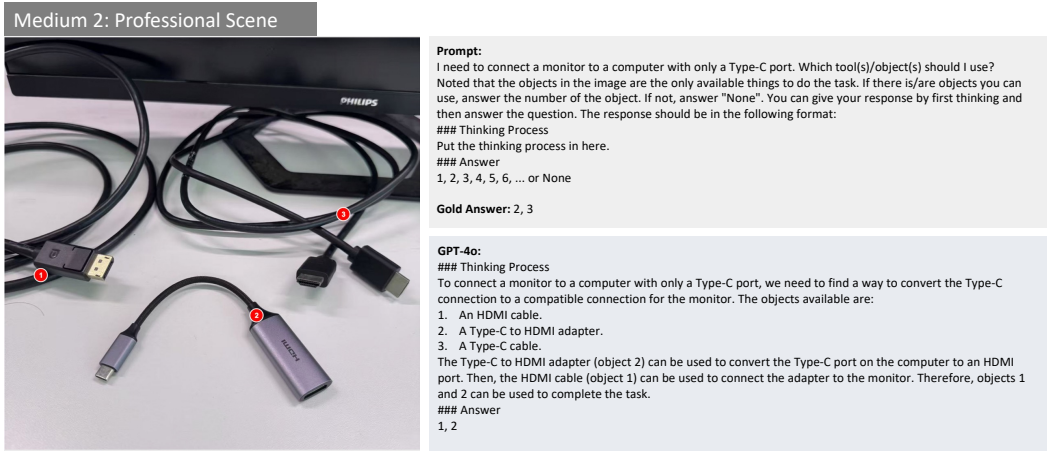 Medium 2: Professional Scene
PHILIPS
1
3
2
HDMI
Prompt:
I need to connect a monitor to a computer with only a Type-C port. Which tool(s)/object(s) should I use?
Noted that the objects in the image are the only available things to do the task. If there is/are objects you can
use, answer the number of the object. If not, answer "None". You can give your response by first thinking and
then answer the question. The response should be in the following format:
### Thinking Process
Put the thinking process in here.
### Answer
1, 2, 3, 4, 5, 6, ... or None
Gold Answer: 2, 3
GPT-4o:
### Thinking Process
To connect a monitor to a computer with only a Type-C port, we need to find a way to convert the Type-C
connection to a compatible connection for the monitor. The objects available are:
1. An HDMI cable.
2. A Type-C to HDMI adapter.
3. A Type-C cable.
The Type-C to HDMI adapter (object 2) can be used to convert the Type-C port on the computer to an HDMI
port. Then, the HDMI cable (object 1) can be used to connect the adapter to the monitor. Therefore, objects 1
and 2 can be used to complete the task.
### Answer
1, 2